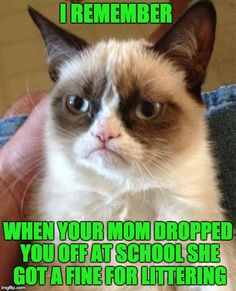 I REMEMBER
WHEN YOUR MOM DROPPED
YOU OFF AT SCHOOL SHE
GOT A FINE FOR LITTERING
imgflip.com